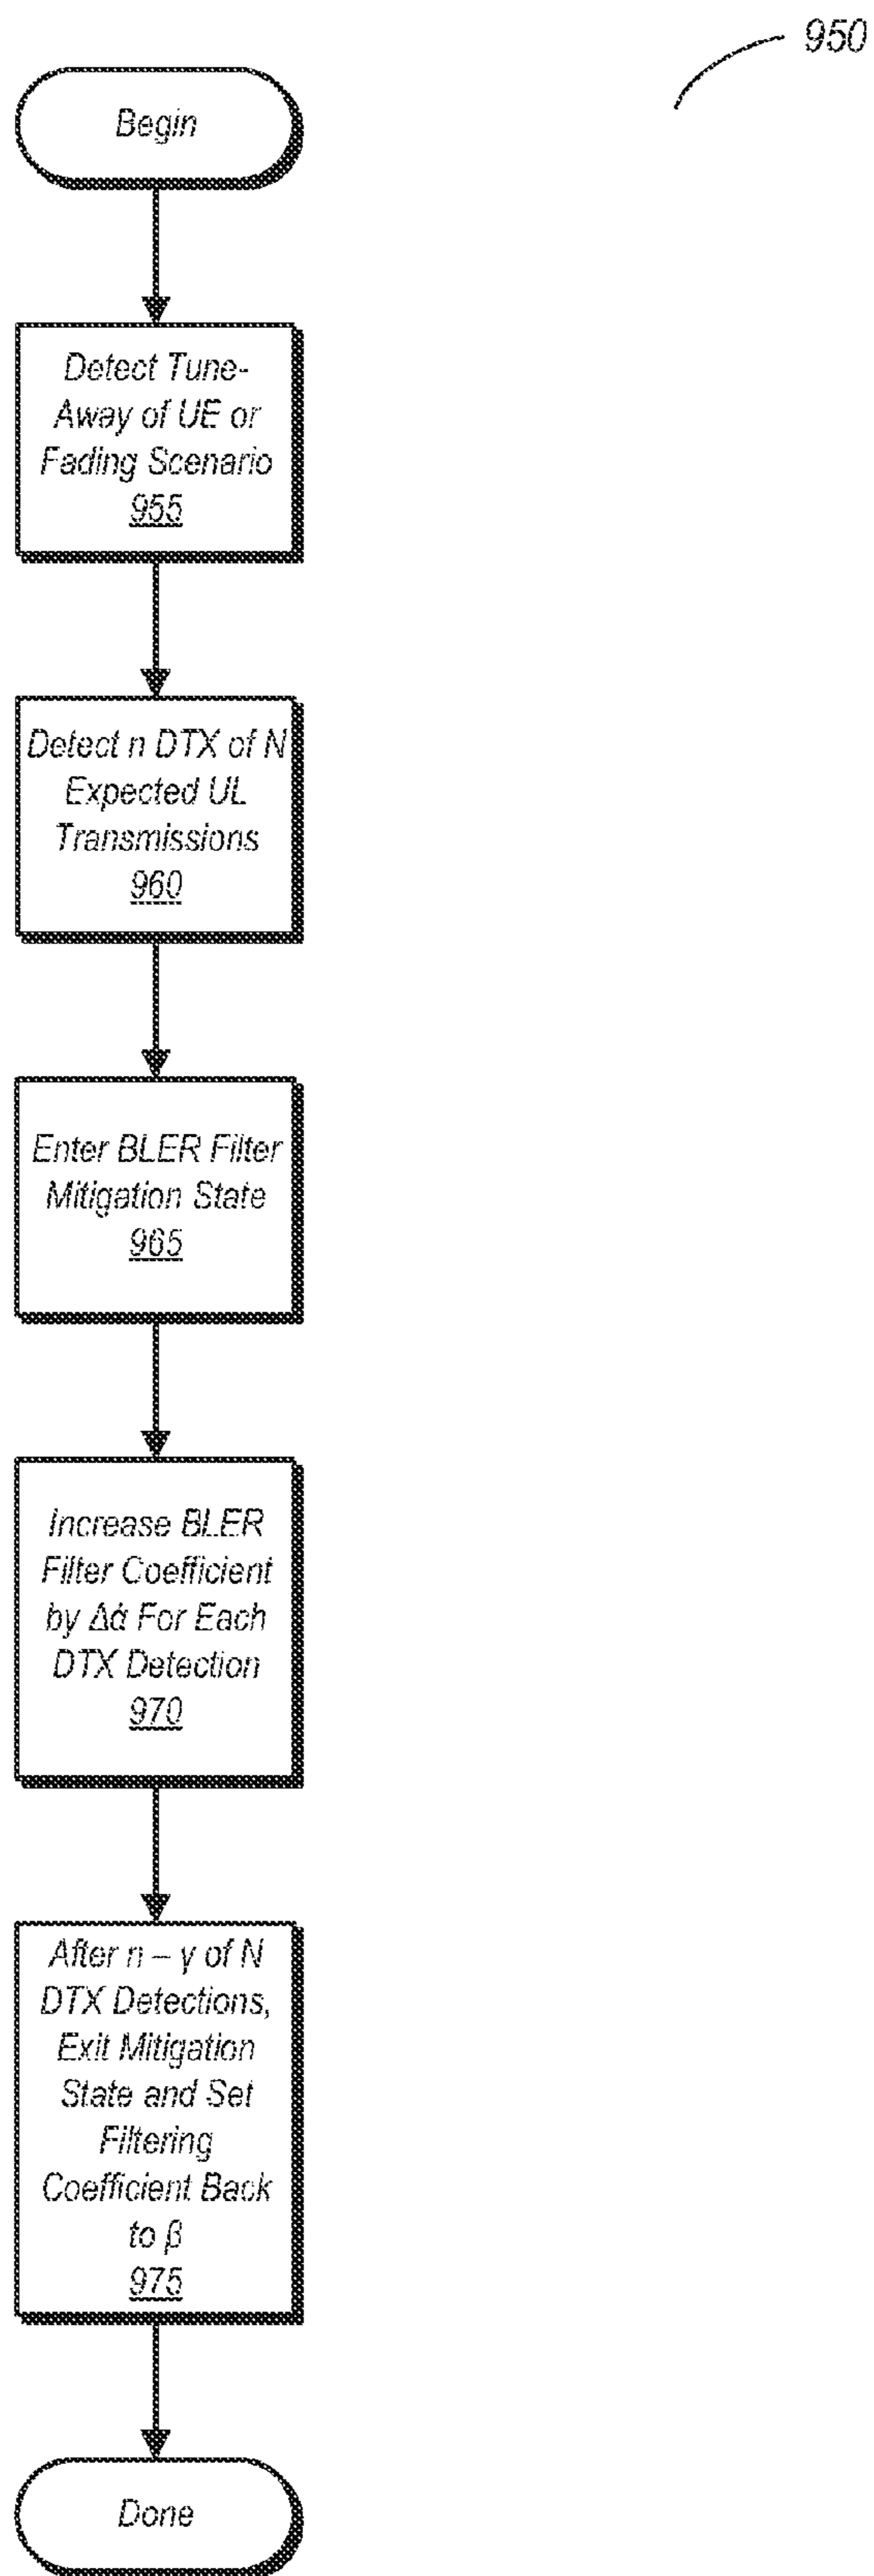 950
Begin
Detect Tune-
Away of UE or
Fading Scenario
955
Detect n DTX of N
Expected UL
Transmissions
960
Enter BLER Filter
Mitigation State
965
Increase BLER
Filter Coefficient
by Δά For Each
DTX Detection
970
After n – γ of N
DTX Detections,
Exit Mitigation
State and Set
Filtering
Coefficient Back
to β
975
Done